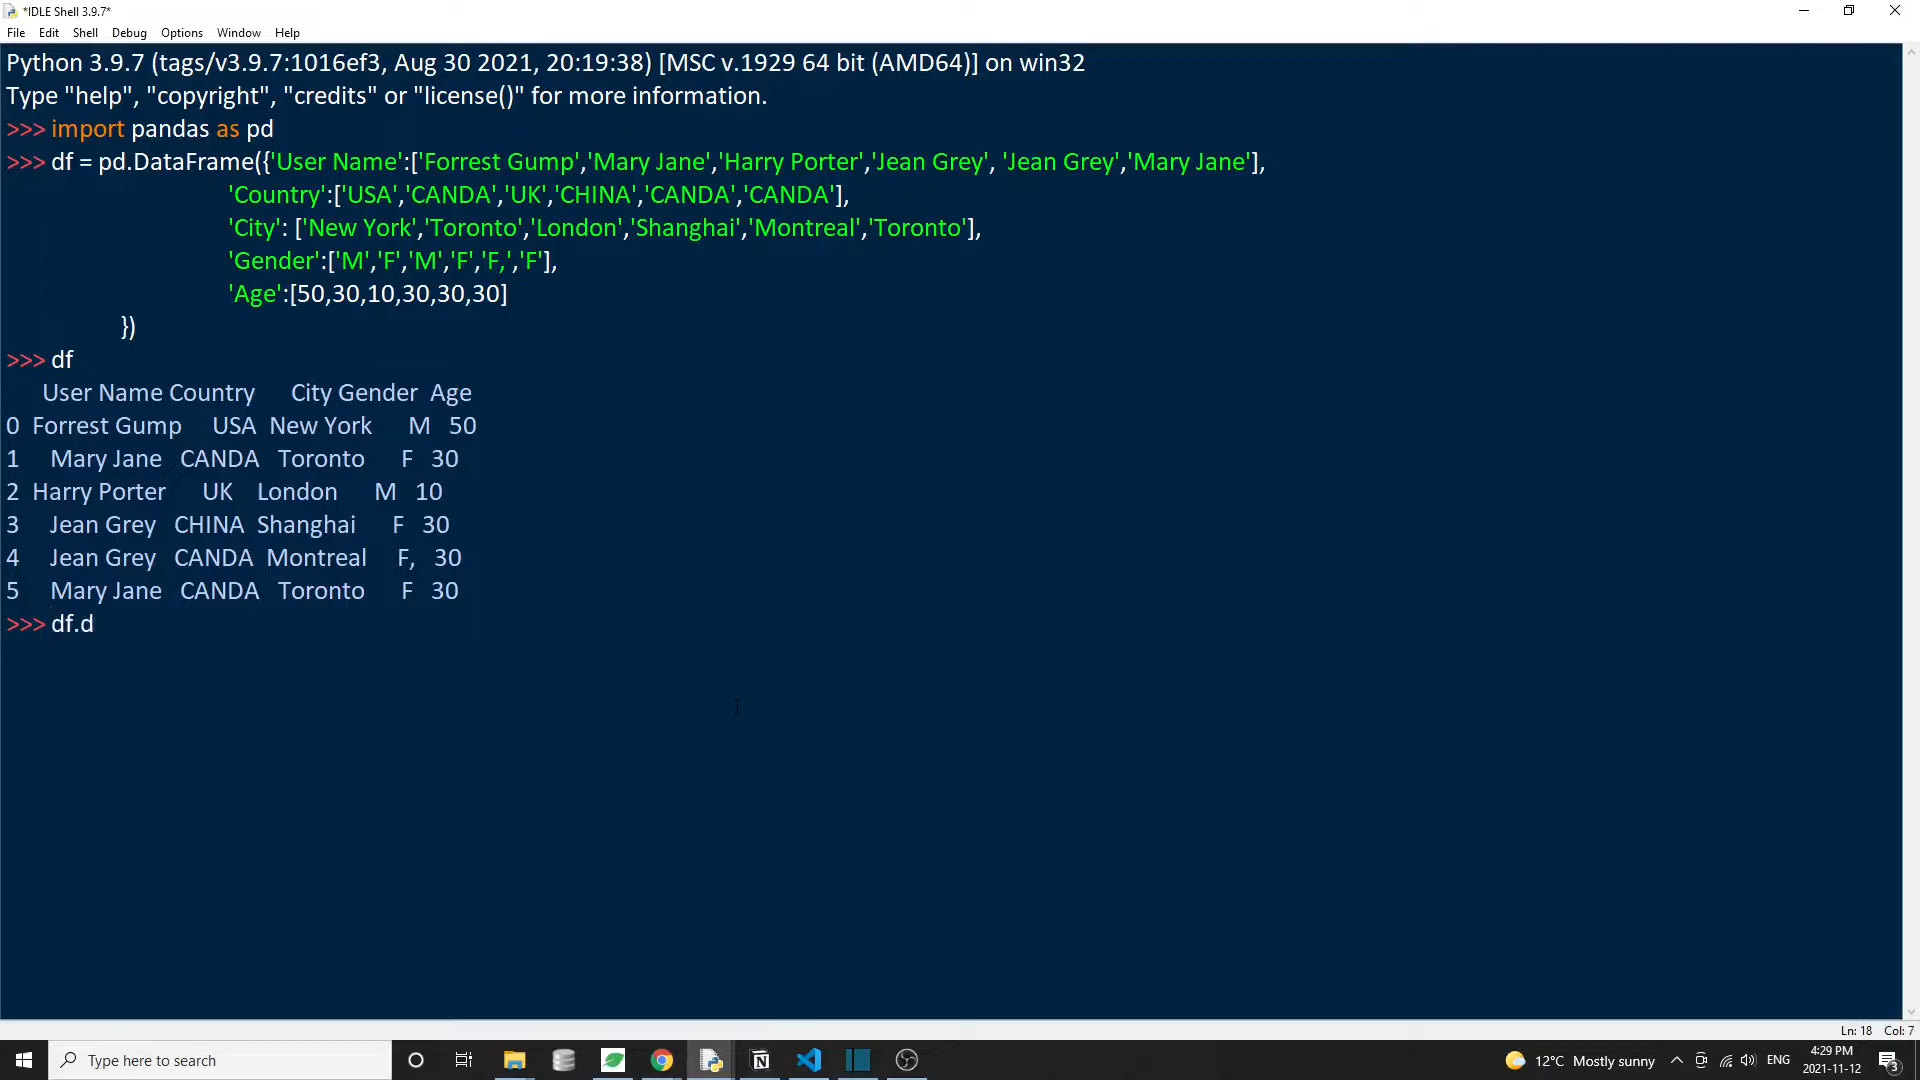 *IDLE Shell 3.9.7*
File Edit Shell Debug Options Window Help
Python 3.9.7 (tags/v3.9.7:1016ef3, Aug 30 2021, 20:19:38) [MSC v.1929 64 bit (AMD64)] on win32
Type "help", "copyright", "credits" or "license()" for more information.
>>> import pandas as pd
>>> df = pd.DataFrame({'User Name':['Forrest Gump','Mary Jane','Harry Porter','Jean Grey', 'Jean Grey','Mary Jane'],
'Country':['USA','CANDA','UK','CHINA','CANDA','CANDA'],
'City': ['New York','Toronto','London','Shanghai','Montreal','Toronto'],
'Gender':['M','F','M','F','F,','F'],
'Age':[50,30,10,30,30,30]
})
>>> df
User Name Country City Gender Age
0 Forrest Gump USA New York M 50
1 Mary Jane CANDA Toronto F 30
2 Harry Porter UK London M 10
3 Jean Grey CHINA Shanghai F 30
4 Jean Grey CANDA Montreal F, 30
5 Mary Jane CANDA Toronto F 30
>>> df.d
Ln: 18 Col: 7
Type here to search
12°C Mostly sunny
ENG
4:29 PM
2021-11-12
3